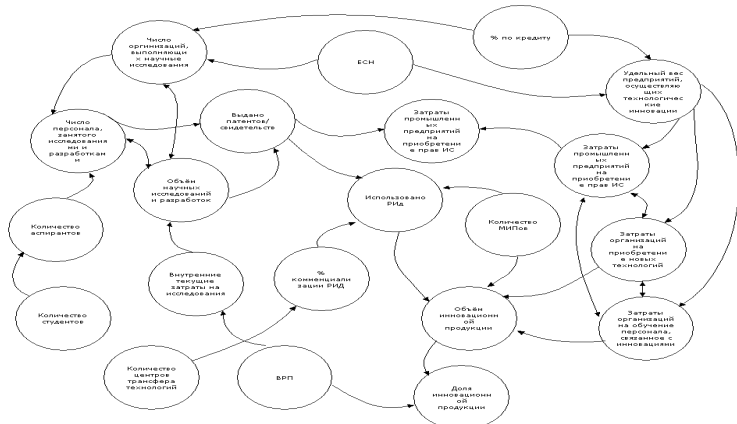 Число
организаций,
выполняющи
х научные
исследования
% по кредиту
ЕСН
Удельный вес
предприятий,
осуществляю
щих
технологичес
кие
инновации
Число
персонала,
занятого
исследования
ми и
разработкам
и
Выдано
патентов/
свидетельств
Затраты
промышленн
ых
предприятий
на
приобретени
е прав ИС
Затраты
промышленн
ых
предприятий
на
приобретени
е прав ИС
Объём
научных
исследований
и разработок
Использовано
РИд
Количество
аспирантов
Количество
МИПов
Затраты
организаций
на
приобретени
е новых
технологий
Внутренние
текущие
затраты на
исследования
%
комменциали
зации РИД
Количество
студентов
Объём
инновационн
ой
продукции
Затраты
организаций
на обучение
персонала,
связанное с
инновациями
Количество
центров
трансфера
технологий
ВРП
Доля
инновационн
ой
продукции